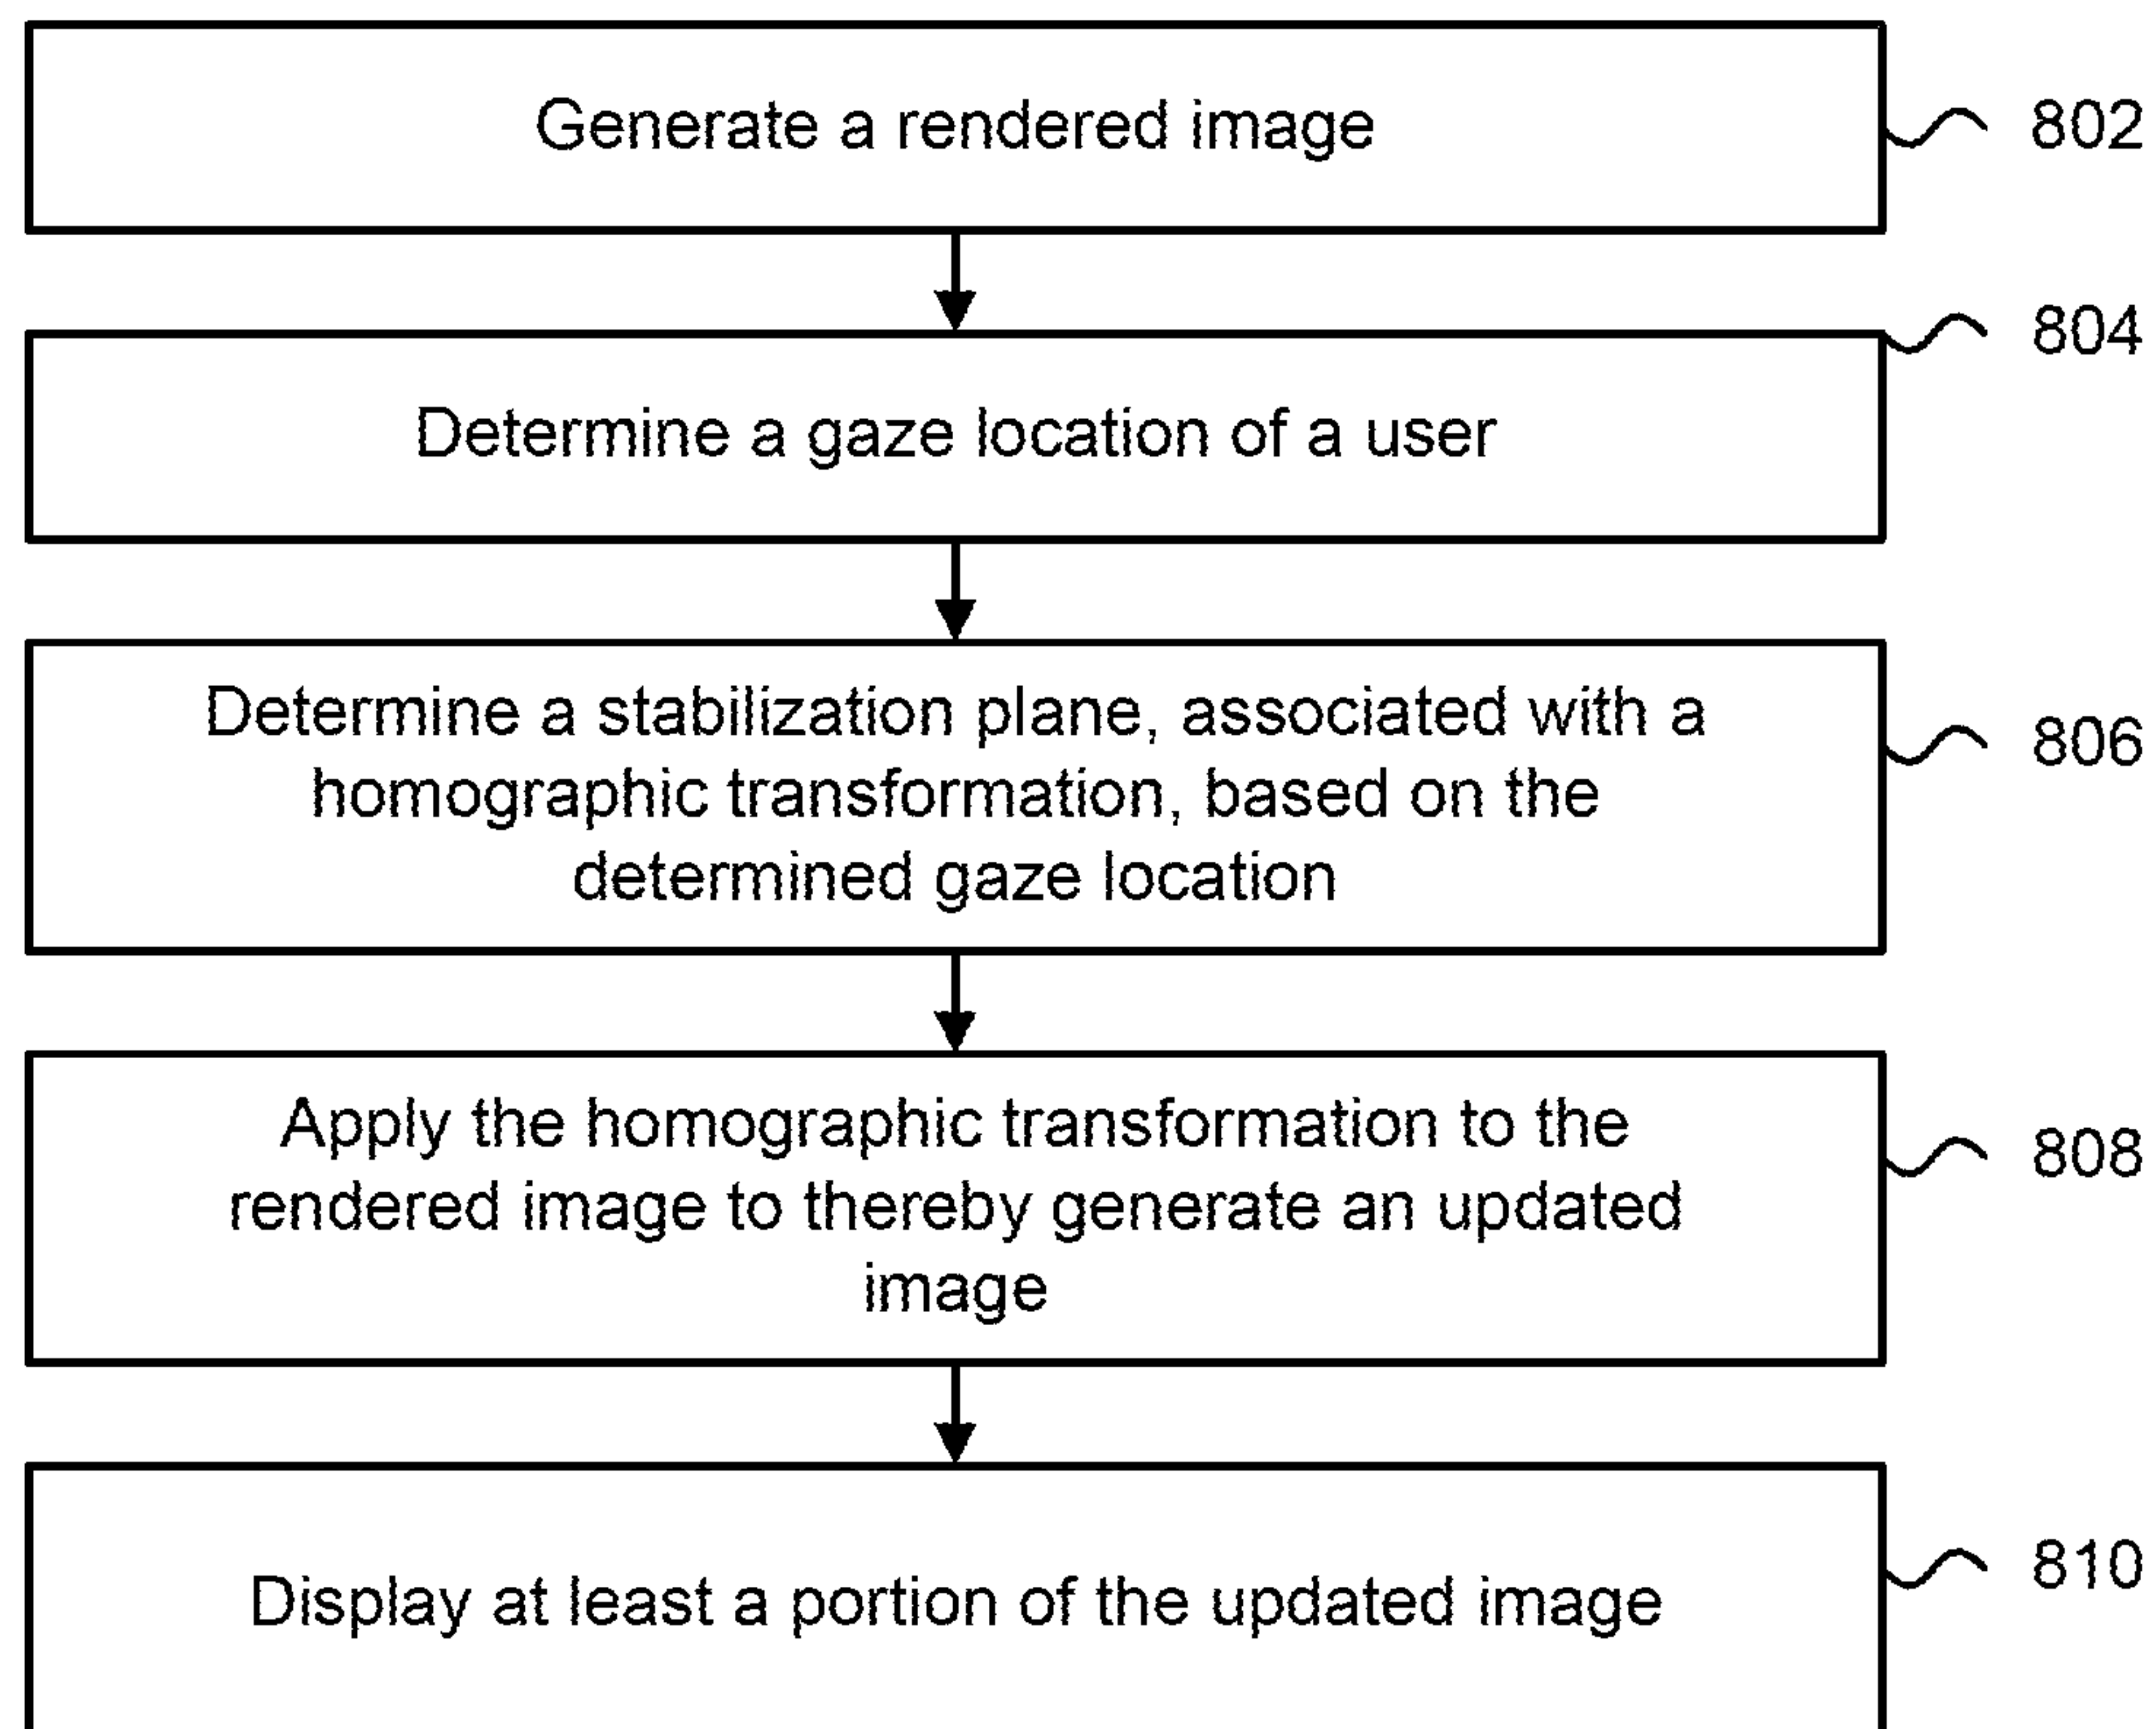 Generate a rendered image
802
804
Determine a gaze location of a user
Determine a stabilization plane, associated with a
homographic transformation, based on the
determined gaze location
806
Apply the homographic transformation to the
rendered image to thereby generate an updated
image
808
Display at least a portion of the updated image
810